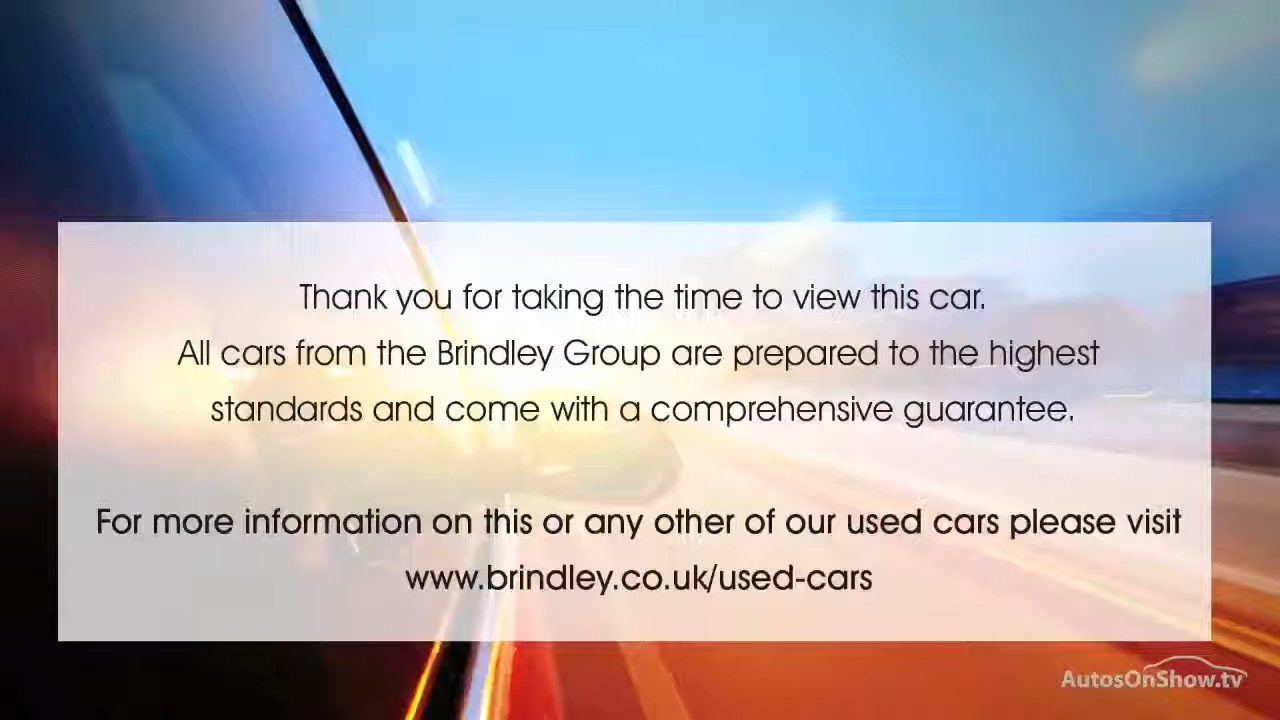 Thank you for taking the time to view this car.
All cars from the Brindley Group are prepared to the highest
standards and come with a comprehensive guarantee.
For more information on this or any other of our used cars please visit
www.brindley.co.uk/used-cars
AutosOnShow.tv